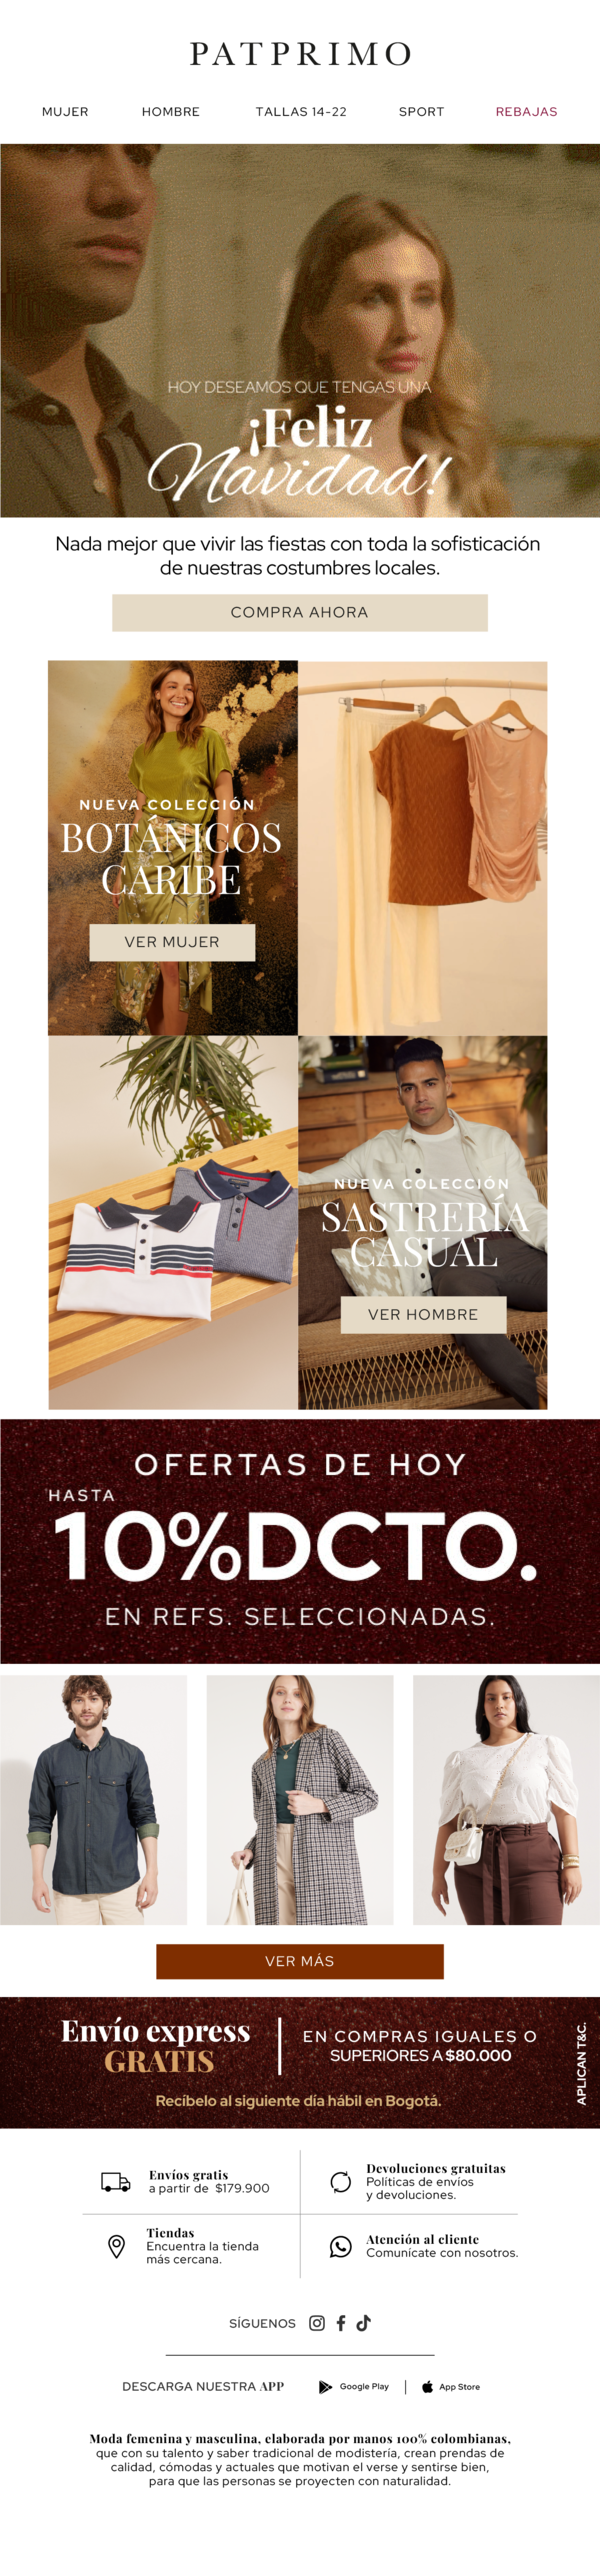 PATPRIMO
MUJER HOMBRE TALLAS 14-22 SPORT REBAJAS
HOY DESEAMOS QUE TENGAS UNA
¡Feliz
Navidad!
Nada mejor que vivir las fiestas con toda la sofisticación
de nuestras costumbres locales.
COMPRA AHORA
NUEVA COLECCIÓN
BOTÁNICOS
CARIBE
VER MUJER
NUEVA COLECCIÓN
SASTRERÍA
CASUAL
VER HOMBRE
OFERTAS DE HOY
HASTA
10%DCTO.
EN REFS. SELECCIONADAS.
VER MÁS
Envío express
GRATIS
EN COMPRAS IGUALES O
SUPERIORES A $80.000
Recíbelo al siguiente día hábil en Bogotá.
APLICAN T&C.
Envíos gratis
a partir de $179.900
Devoluciones gratuitas
Políticas de envíos
y devoluciones.
Tiendas
Encuentra la tienda
más cercana.
Atención al cliente
Comunícate con nosotros.
SÍGUENOS
DESCARGA NUESTRA APP Google Play | App Store
Moda femenina y masculina, elaborada por manos 100% colombianas,
que con su talento y saber tradicional de modistería, crean prendas de
calidad, cómodas y actuales que motivan el verse y sentirse bien,
para que las personas se proyecten con naturalidad.